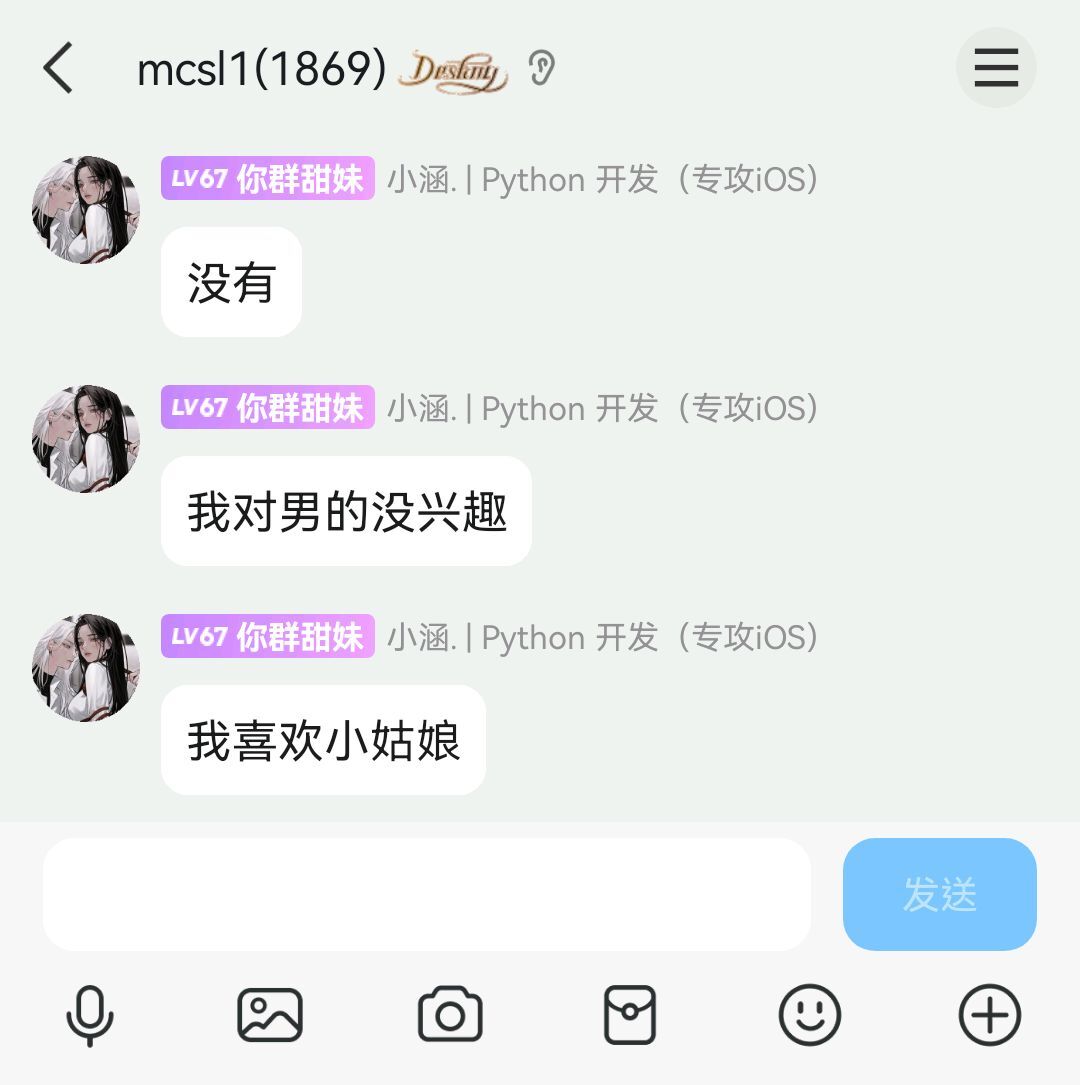 mcsl1(1869) Destiny
LV67 你群甜妹 小涵. | Python 开发（专攻iOS）
没有
LV67 你群甜妹 小涵. | Python 开发（专攻iOS）
我对男的没兴趣
LV67 你群甜妹 小涵. | Python 开发（专攻iOS）
我喜欢小姑娘
发送